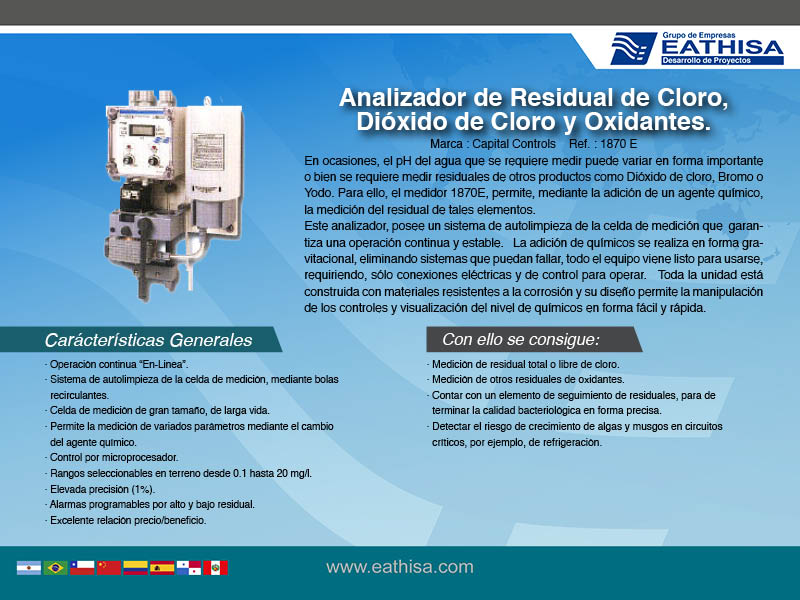 Grupo de Empresas
EATHISA
Desarrollo de Proyectos
Analizador de Residual de Cloro,
Dióxido de Cloro y Oxidantes.
Marca : Capital Controls Ref. : 1870 E
En ocasiones, el pH del agua que se requiere medir puede variar en forma importante
o bien se requiere medir residuales de otros productos como Dióxido de cloro, Bromo o
Yodo. Para ello, el medidor 1870E, permite, mediante la adición de un agente químico,
la medición del residual de tales elementos.
Este analizador, posee un sistema de autolimpieza de la celda de medición que garan-
tiza una operación continua y estable. La adición de químicos se realiza en forma gra-
vitacional, eliminando sistemas que puedan fallar, todo el equipo viene listo para usarse,
requiriendo, sólo conexiones eléctricas y de control para operar. Toda la unidad está
construida con materiales resistentes a la corrosión y su diseño permite la manipulación
de los controles y visualización del nivel de químicos en forma fácil y rápida.
Carácterísticas Generales
· Operación continua “En-Linea”.
· Sistema de autolimpieza de la celda de medición, mediante bolas
recirculantes.
· Celda de medición de gran tamaño, de larga vida.
· Permite la medición de variados parámetros mediante el cambio
del agente químico.
· Control por microprocesador.
· Rangos seleccionables en terreno desde 0.1 hasta 20 mg/l.
· Elevada precisión (1%).
· Alarmas programables por alto y bajo residual.
· Excelente relación precio/beneficio.
Con ello se consigue:
· Medición de residual total o libre de cloro.
· Medición de otros residuales de oxidantes.
· Contar con un elemento de seguimiento de residuales, para de
terminar la calidad bacteriológica en forma precisa.
· Detectar el riesgo de crecimiento de algas y musgos en circuitos
críticos, por ejemplo, de refrigeración.
www.eathisa.com